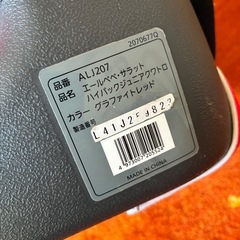 2070677Q
品番 ALJ207
品名 エールベベ・サラット
ハイバックジュニアクワトロ
カラー グラファイトレッド
製造番号
MADE IN CHINA